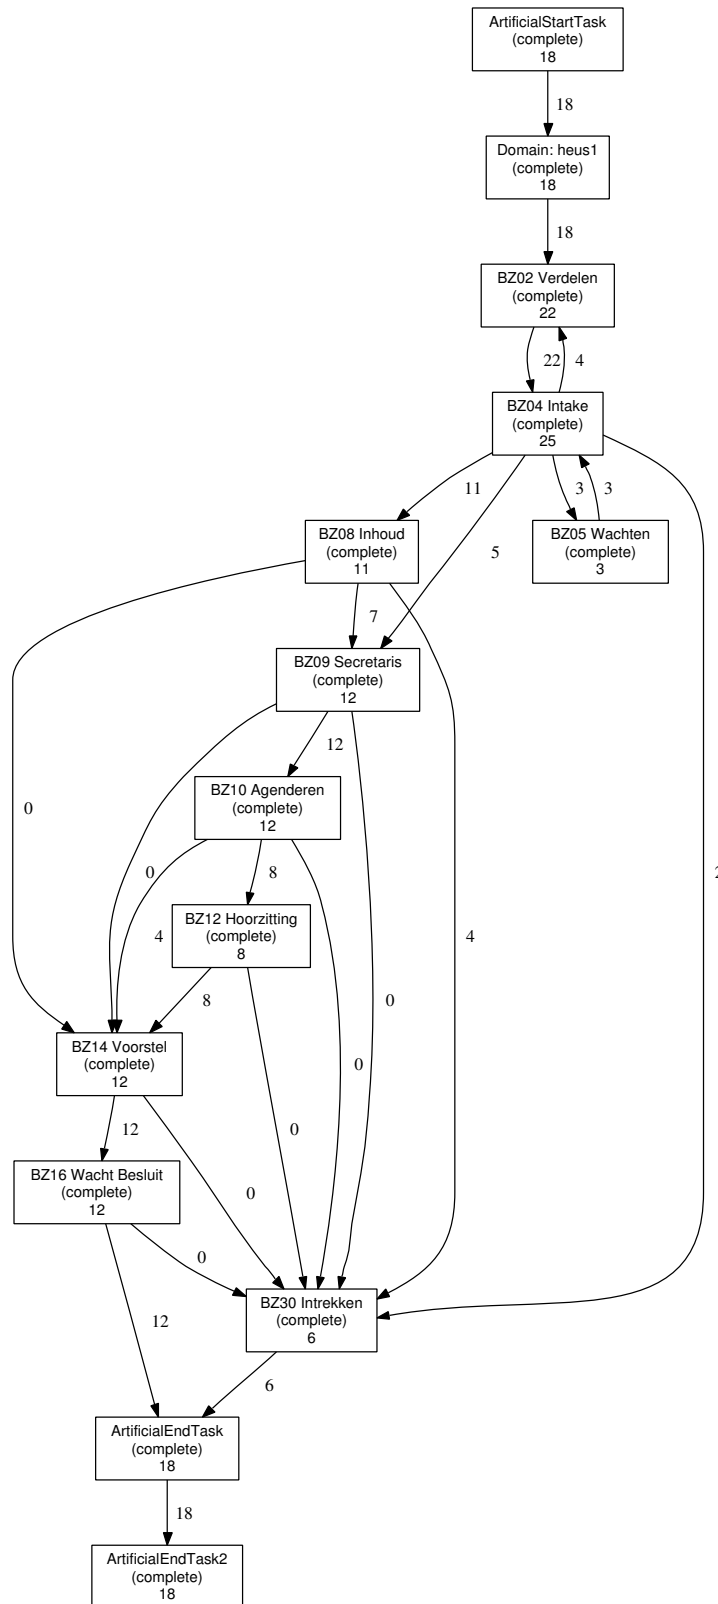 ArtificialStartTask
(complete)
18
18
Domain: heus1
(complete)
18
18
BZ02 Verdelen
(complete)
22
22
4
BZ04 Intake
(complete)
25
11
5
3
3
BZ08 Inhoud
(complete)
11
BZ05 Wachten
(complete)
3
7
BZ09 Secretaris
(complete)
12
12
BZ10 Agenderen
(complete)
12
0
0
8
2
BZ12 Hoorzitting
(complete)
8
4
4
8
0
BZ14 Voorstel
(complete)
12
0
12
0
BZ16 Wacht Besluit
(complete)
12
0
0
BZ30 Intrekken
(complete)
6
12
6
ArtificialEndTask
(complete)
18
18
ArtificialEndTask2
(complete)
18